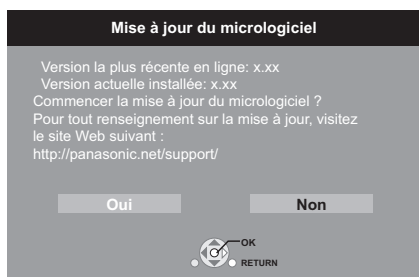 Mise à jour du micrologiciel
Version la plus récente en ligne: x.xx
Version actuelle installée: x.xx
Commencer la mise à jour du micrologiciel ?
Pour tout renseignement sur la mise à jour, visitez
le site Web suivant :
http://panasonic.net/support/
Oui Non
OK
RETURN